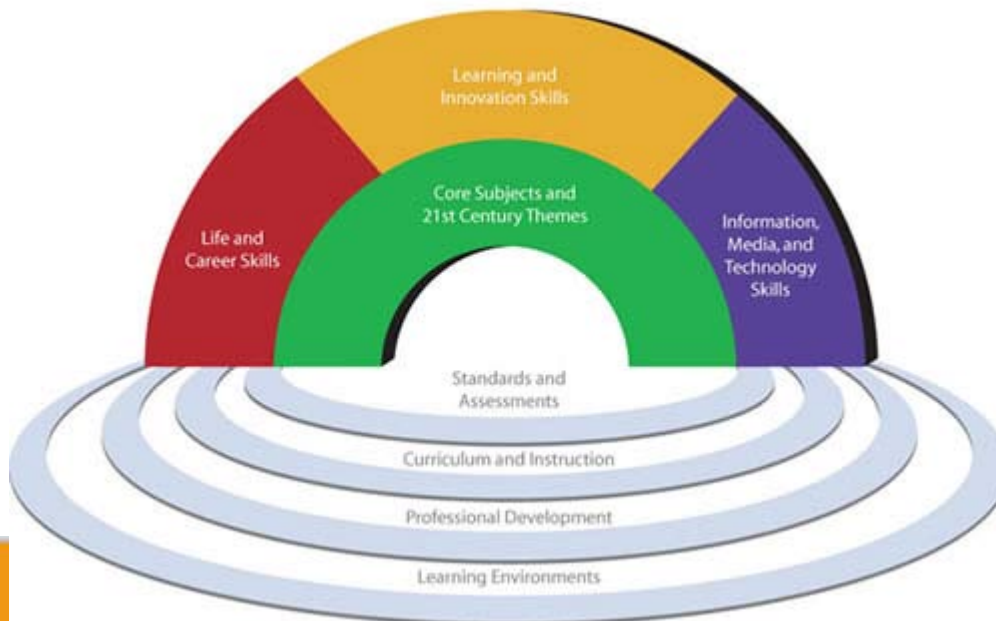 Learning and
Innovation Skills
Core Subjects and
21st Century Themes
Life and
Career Skills
Information,
Media, and
Technology
Skills
Standards and
Assessments
Curriculum and Instruction
Professional Development
Learning Environments